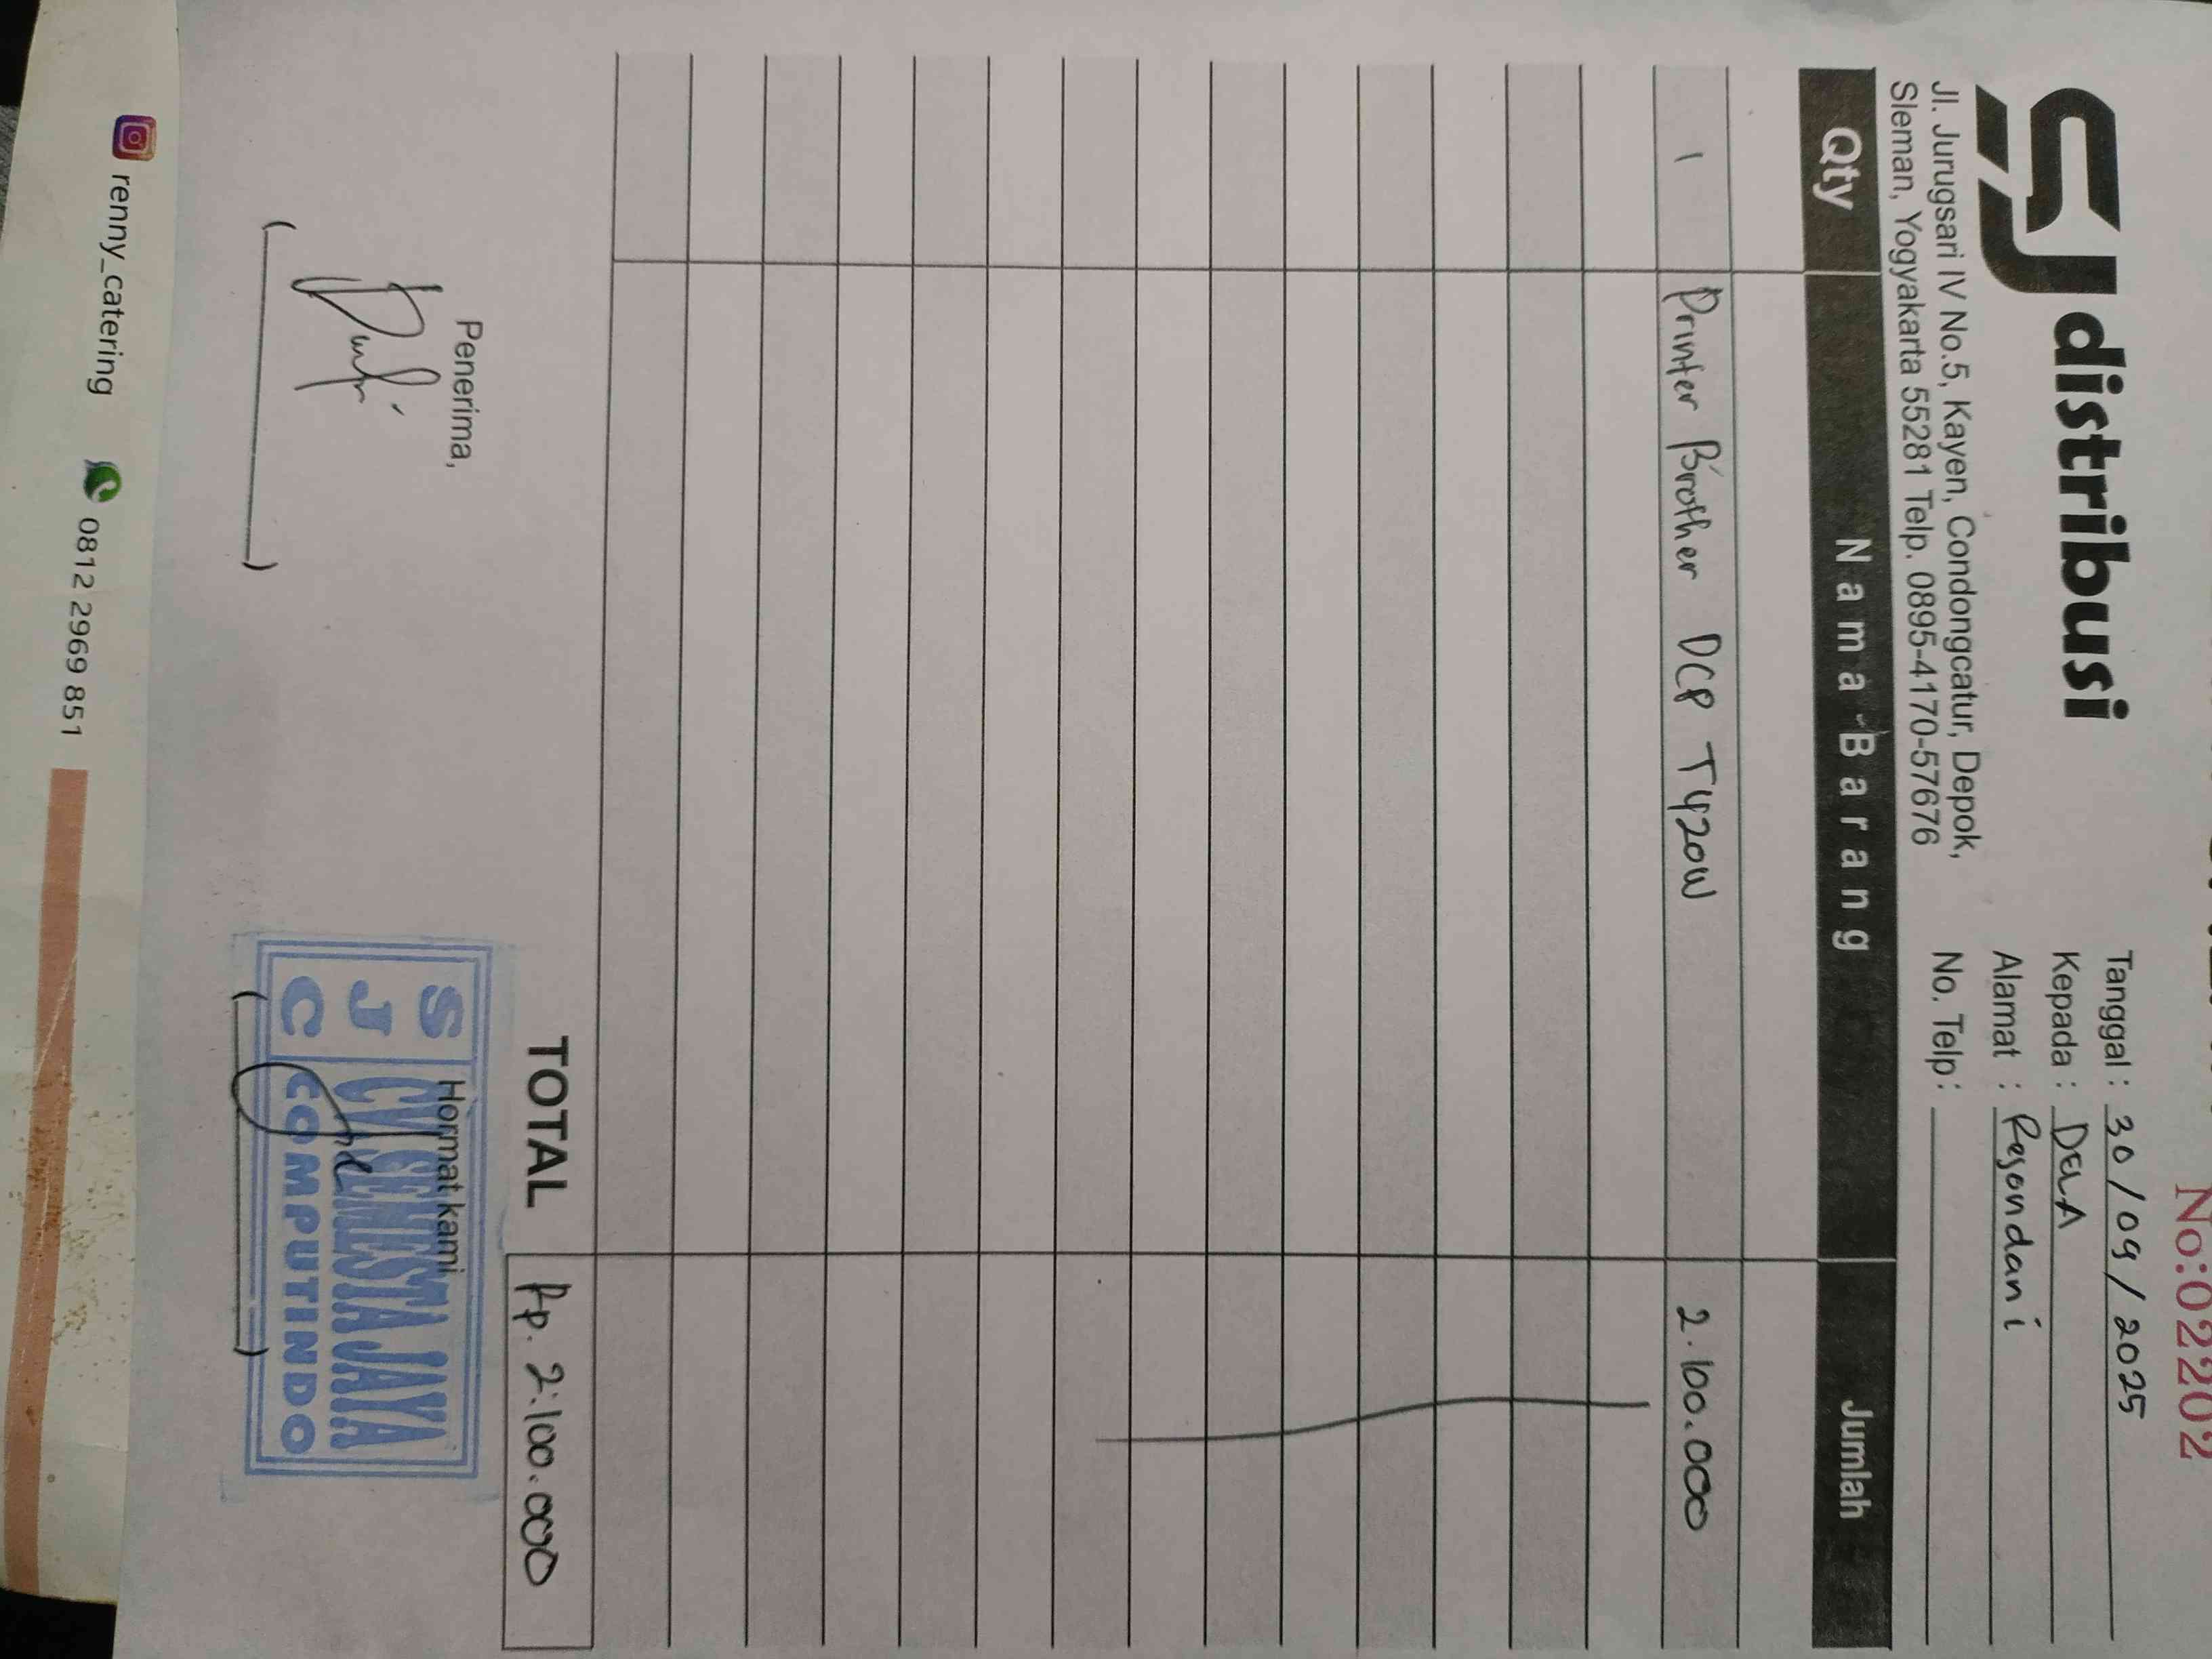 No:02202
SJ distribusi
Jl. Jurugsari IV No.5, Kayen, Condongcatur, Depok,
Sleman, Yogyakarta 55281 Telp. 0895-4170-57676
Tanggal : 30/09/2025
Kepada : DELA
Alamat : Resondani
No. Telp:
Qty Nama Barang Jumlah
1 Printer Brother DCP T420W 2.100.000
TOTAL Rp. 2.100.000
Penerima,
Hormat kami
SJC
CV SEMESTA JAYA
COMPUTINDO
renny_catering 0812 2969 851